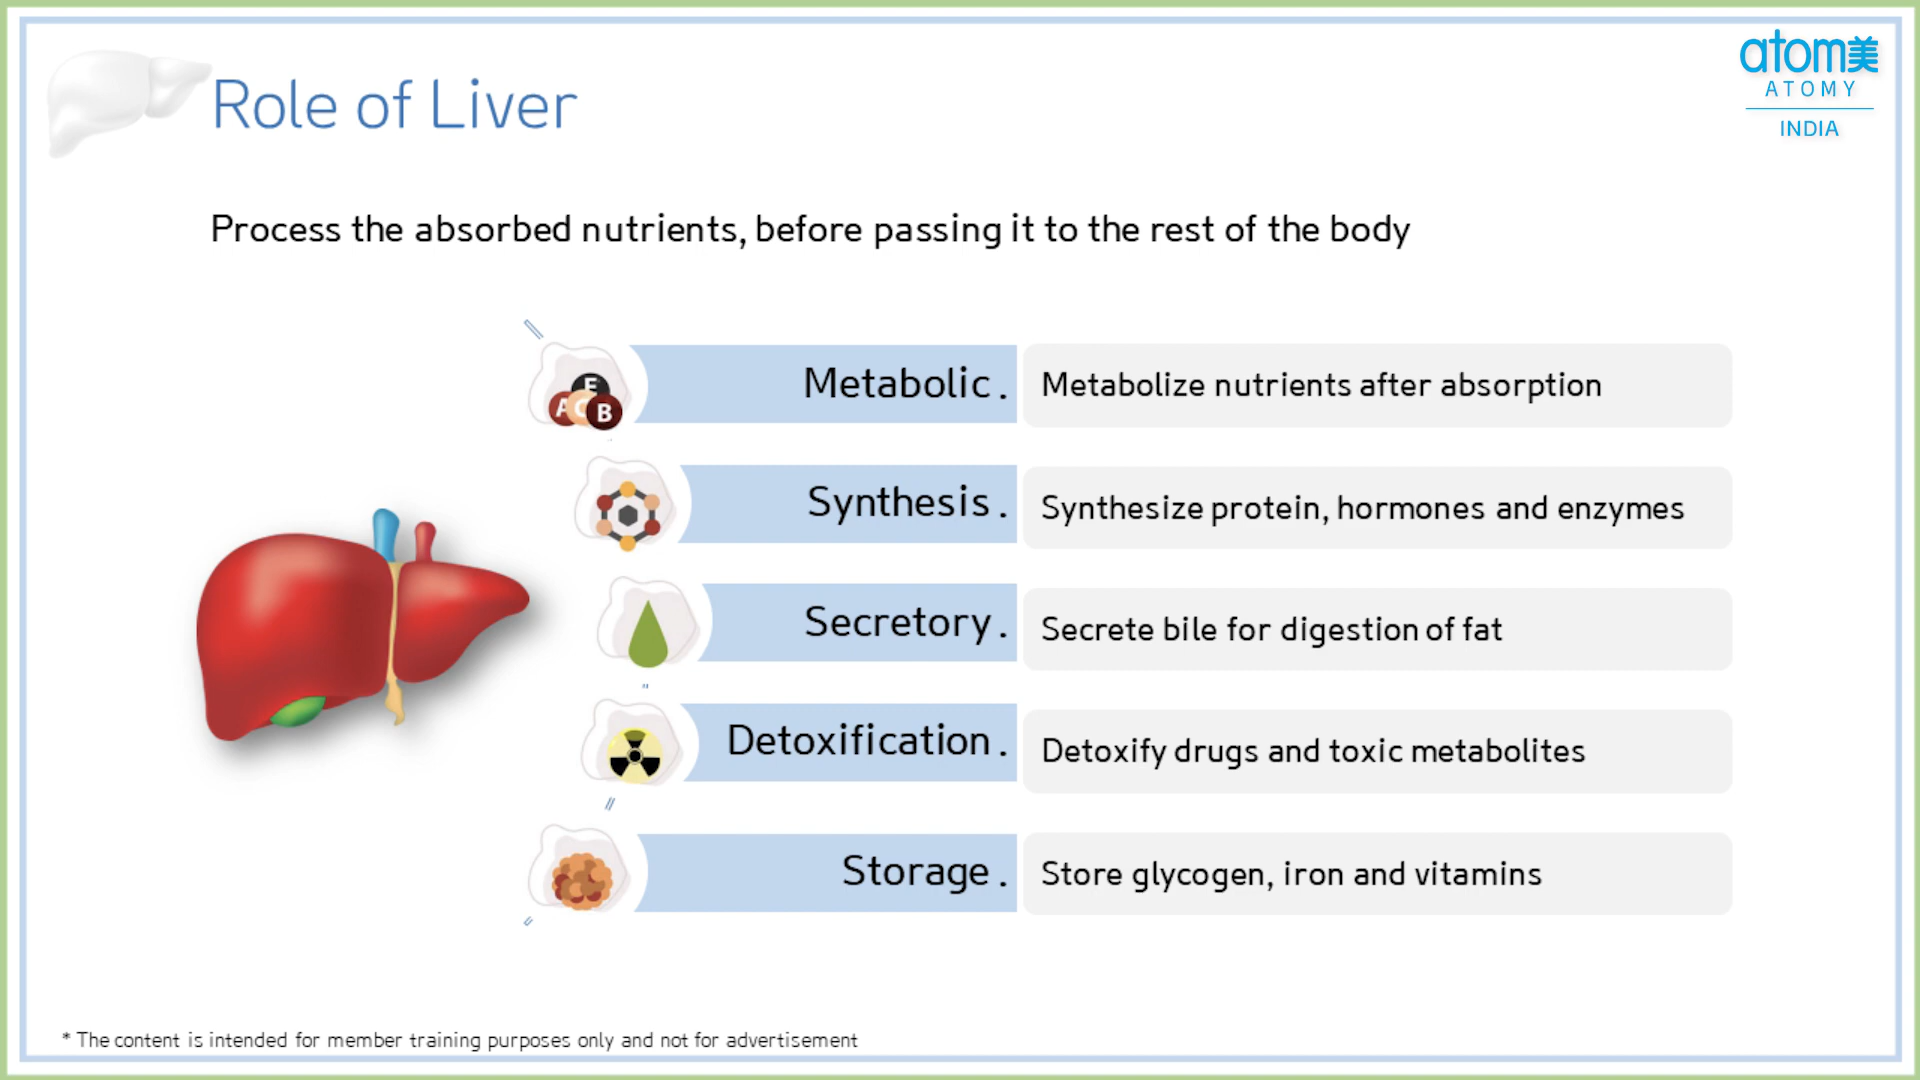 Role of Liver
atom美
ATOMY
INDIA
Process the absorbed nutrients, before passing it to the rest of the body
E
A C B
Metabolic .
Metabolize nutrients after absorption
Synthesis .
Synthesize protein, hormones and enzymes
Secretory .
Secrete bile for digestion of fat
Detoxification .
Detoxify drugs and toxic metabolites
Storage .
Store glycogen, iron and vitamins
* The content is intended for member training purposes only and not for advertisement